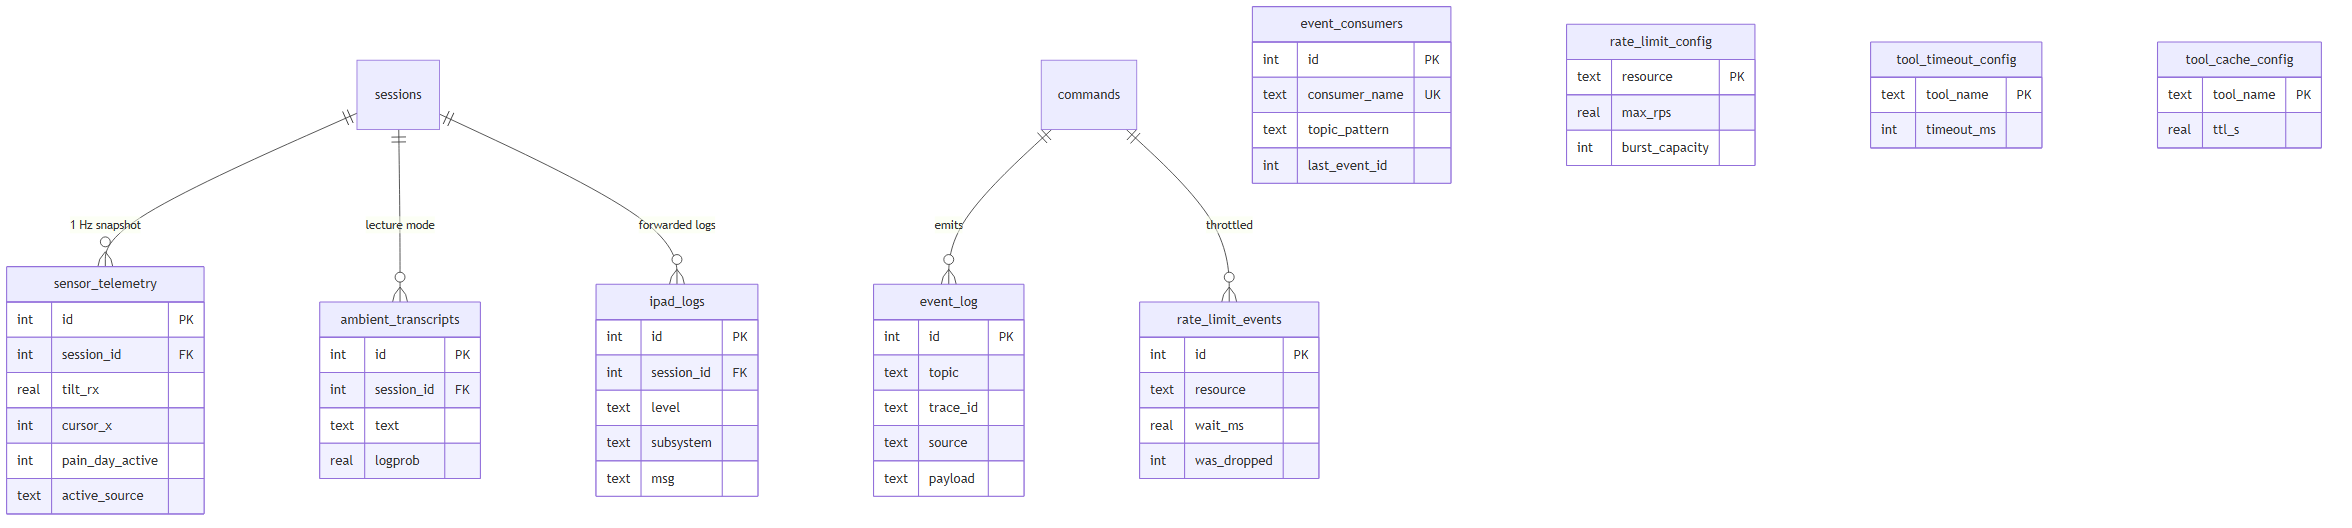 sessions
commands
event_consumers
int id PK
text consumer_name UK
text topic_pattern
int last_event_id
rate_limit_config
text resource PK
real max_rps
int burst_capacity
tool_timeout_config
text tool_name PK
int timeout_ms
tool_cache_config
text tool_name PK
real ttl_s
1 Hz snapshot
lecture mode
forwarded logs
emits
throttled
sensor_telemetry
int id PK
int session_id FK
real tilt_rx
int cursor_x
int pain_day_active
text active_source
ambient_transcripts
int id PK
int session_id FK
text text
real logprob
ipad_logs
int id PK
int session_id FK
text level
text subsystem
text msg
event_log
int id PK
text topic
text trace_id
text source
text payload
rate_limit_events
int id PK
text resource
real wait_ms
int was_dropped